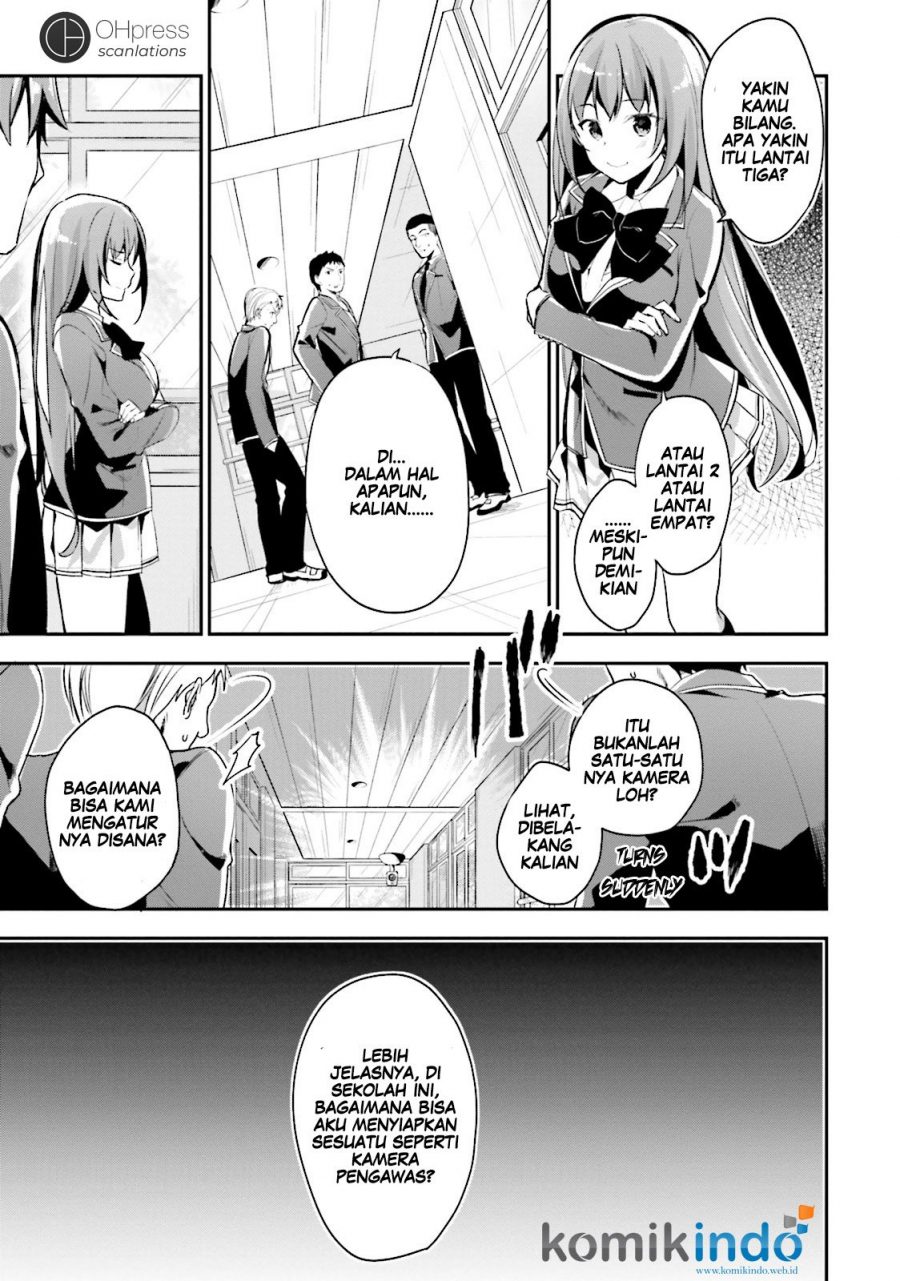 OHpress
scanlations
YAKIN
KAMU
BILANG.
APA YAKIN
ITU LANTAI
TIGA?
ATAU
LANTAI 2
ATAU
LANTAI
EMPAT?
......
MESKI-
PUN
DEMI-
KIAN
DI...
DALAM HAL
APAPUN,
KALIAN......
ITU
BUKANLAH
SATU-SATU
NYA KAMERA
LOH?
LIHAT,
DIBELA-
KANG
KALIAN
TURNS
SUDDENLY
BAGAIMANA
BISA KAMI
MENGATUR
NYA DISANA?
LEBIH
JELASNYA, DI
SEKOLAH INI,
BAGAIMANA BISA
AKU MENYIAPKAN
SESUATU SEPERTI
KAMERA
PENGAWAS?
komikindo
www.komikindo.web.id